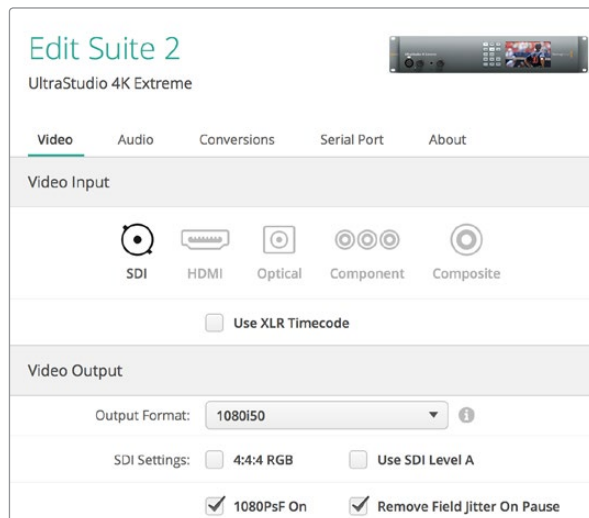 Edit Suite 2
UltraStudio 4K Extreme
Video Audio Conversions Serial Port About
Video Input
SDI HDMI Optical Component Composite
Use XLR Timecode
Video Output
Output Format: 1080i50
SDI Settings: 4:4:4 RGB Use SDI Level A
1080PsF On Remove Field Jitter On Pause